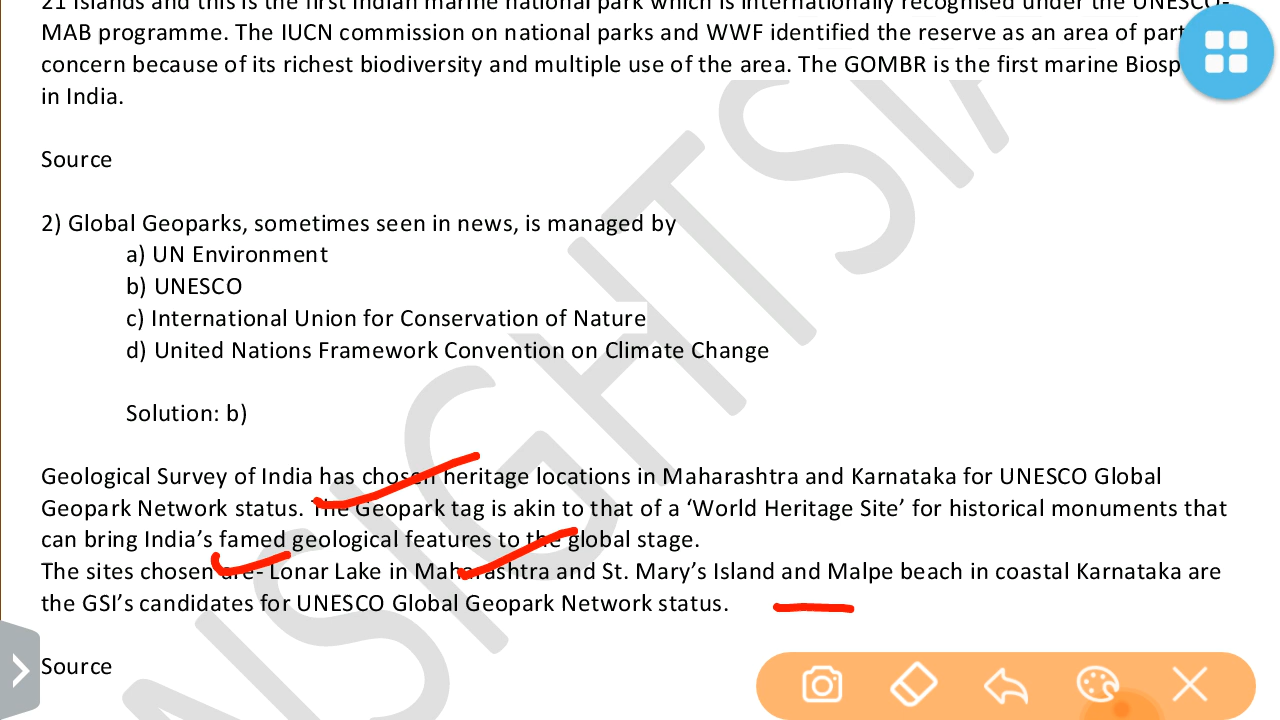 21 Islands and this is the first Indian marine national park which is internationally recognised under the UNESCO-
MAB programme. The IUCN commission on national parks and WWF identified the reserve as an area of
concern because of its richest biodiversity and multiple use of the area. The GOMBR is the first marine
in India.
Source
2) Global Geoparks, sometimes seen in news, is managed by
a) UN Environment
b) UNESCO
c) International Union for Conservation of Nature
d) United Nations Framework Convention on Climate Change
Solution: b)
Geological Survey of India has chosen heritage locations in Maharashtra and Karnataka for UNESCO Global
Geopark Network status. The Geopark tag is akin to that of a ‘World Heritage Site’ for historical monuments that
can bring India’s famed geological features to the global stage.
The sites chosen are- Lonar Lake in Maharashtra and St. Mary’s Island and Malpe beach in coastal Karnataka are
the GSI’s candidates for UNESCO Global Geopark Network status.
Source